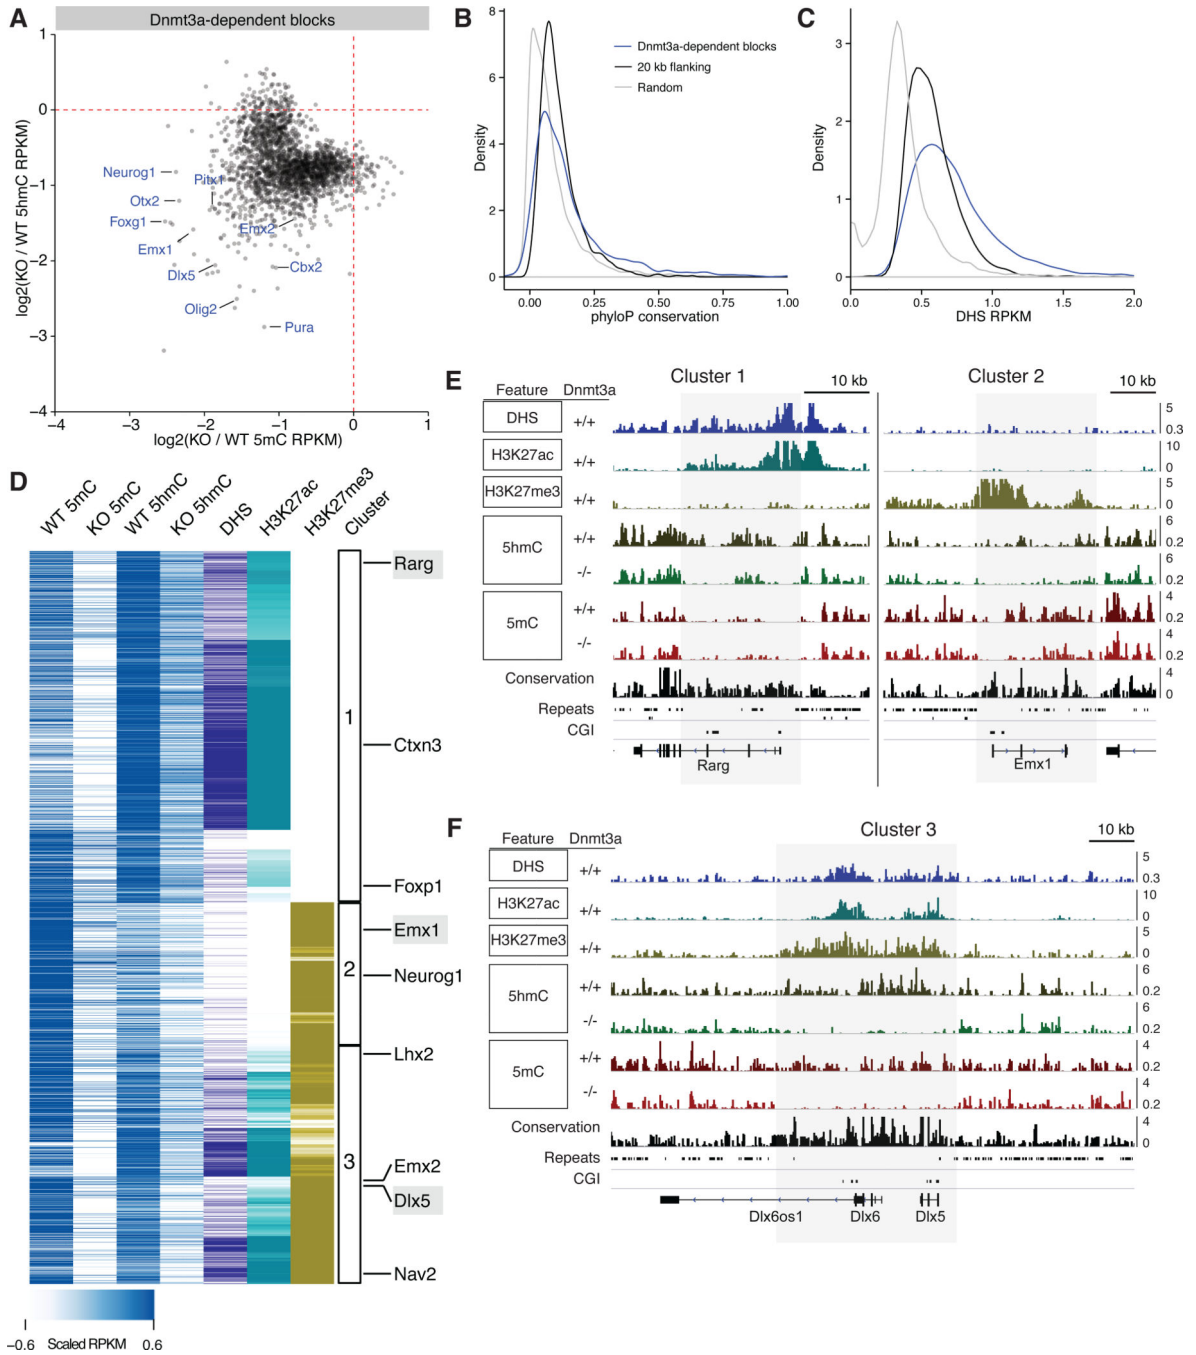 A
Dnmt3a-dependent blocks
log2(KO / WT 5hmC RPKM)
1
0
−1
−2
−3
−4
Neurog1
Pitx1
Otx2
Foxg1
Emx2
Emx1
Dlx5
Cbx2
Olig2
Pura
−4
−3
−2
−1
0
1
log2(KO / WT 5mC RPKM)
B
Density
8
6
4
2
0
Dnmt3a-dependent blocks
20 kb flanking
Random
0.00
0.25
0.50
0.75
1.00
phyloP conservation
C
Density
3
2
1
0
0.0
0.5
1.0
1.5
2.0
DHS RPKM
D
WT 5mC
KO 5mC
WT 5hmC
KO 5hmC
DHS
H3K27ac
H3K27me3
Cluster
1
2
3
Rarg
Ctxn3
Foxp1
Emx1
Neurog1
Lhx2
Emx2
Dlx5
Nav2
−0.6
Scaled RPKM
0.6
E
Feature
Dnmt3a
Cluster 1
10 kb
Cluster 2
10 kb
DHS
+/+
5
0.3
H3K27ac
+/+
10
0
H3K27me3
+/+
5
0
5hmC
+/+
6
0.2
-/-
6
0.2
5mC
+/+
4
0.2
-/-
4
0.2
Conservation
4
0
Repeats
CGI
Rarg
Emx1
F
Feature
Dnmt3a
Cluster 3
10 kb
DHS
+/+
5
0.3
H3K27ac
+/+
10
0
H3K27me3
+/+
5
0
5hmC
+/+
6
0.2
-/-
6
0.2
5mC
+/+
4
0.2
-/-
4
0.2
Conservation
4
0
Repeats
CGI
Dlx6os1
Dlx6
Dlx5